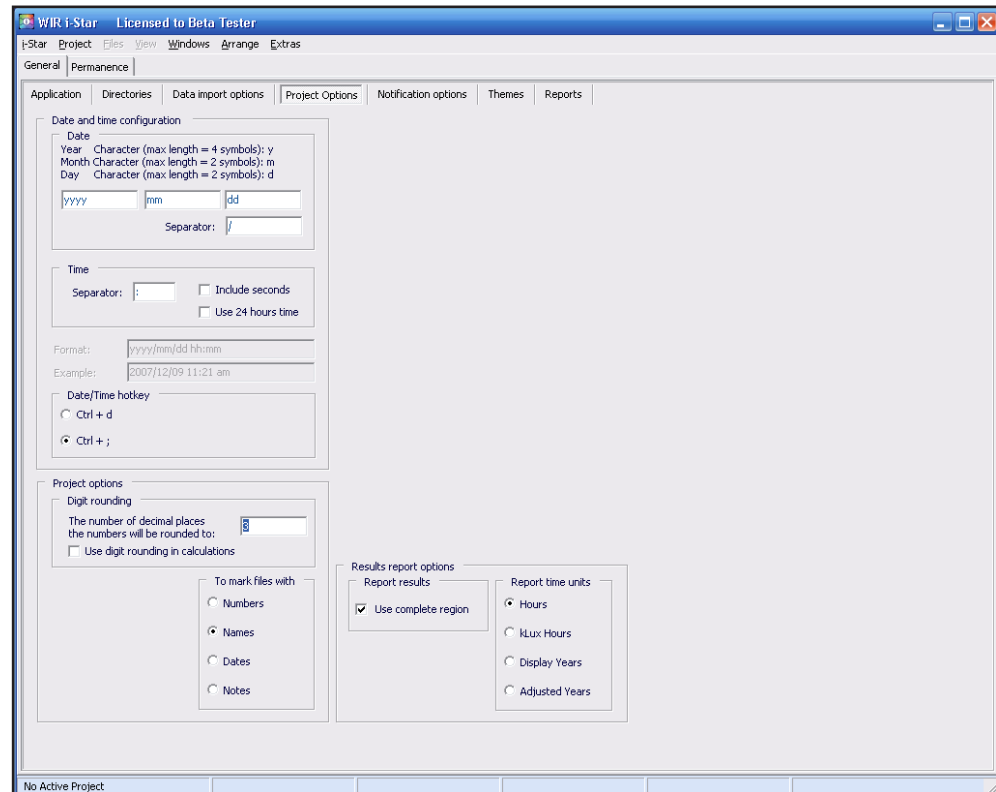 WIR i-Star Licensed to Beta Tester
i-Star Project Files View Windows Arrange Extras
General Permanence
Application Directories Data import options Project Options Notification options Themes Reports
Date and time configuration
Date
Year Character (max length = 4 symbols): y
Month Character (max length = 2 symbols): m
Day Character (max length = 2 symbols): d
yyyy mm dd
Separator: /
Time
Separator: : Include seconds
Use 24 hours time
Format: yyyy/mm/dd hh:mm
Example: 2007/12/09 11:21 am
Date/Time hotkey
Ctrl + d
Ctrl + ;
Project options
Digit rounding
The number of decimal places
the numbers will be rounded to: 3
Use digit rounding in calculations
To mark files with
Numbers
Names
Dates
Notes
Results report options
Report results
Use complete region
Report time units
Hours
kLux Hours
Display Years
Adjusted Years
No Active Project